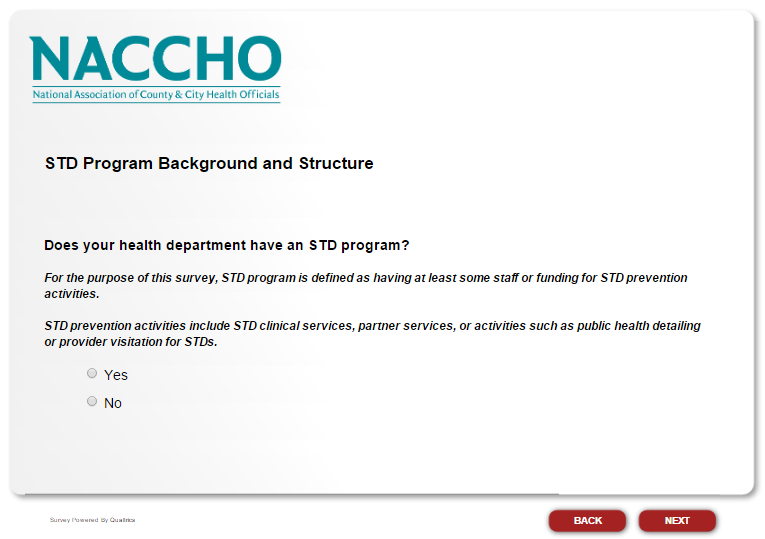 NACCHO
National Association of County & City Health Officials
STD Program Background and Structure
Does your health department have an STD program?
For the purpose of this survey, STD program is defined as having at least some staff or funding for STD prevention
activities.
STD prevention activities include STD clinical services, partner services, or activities such as public health detailing
or provider visitation for STDs.
Yes
No
Survey Powered By Qualtrics
BACK NEXT